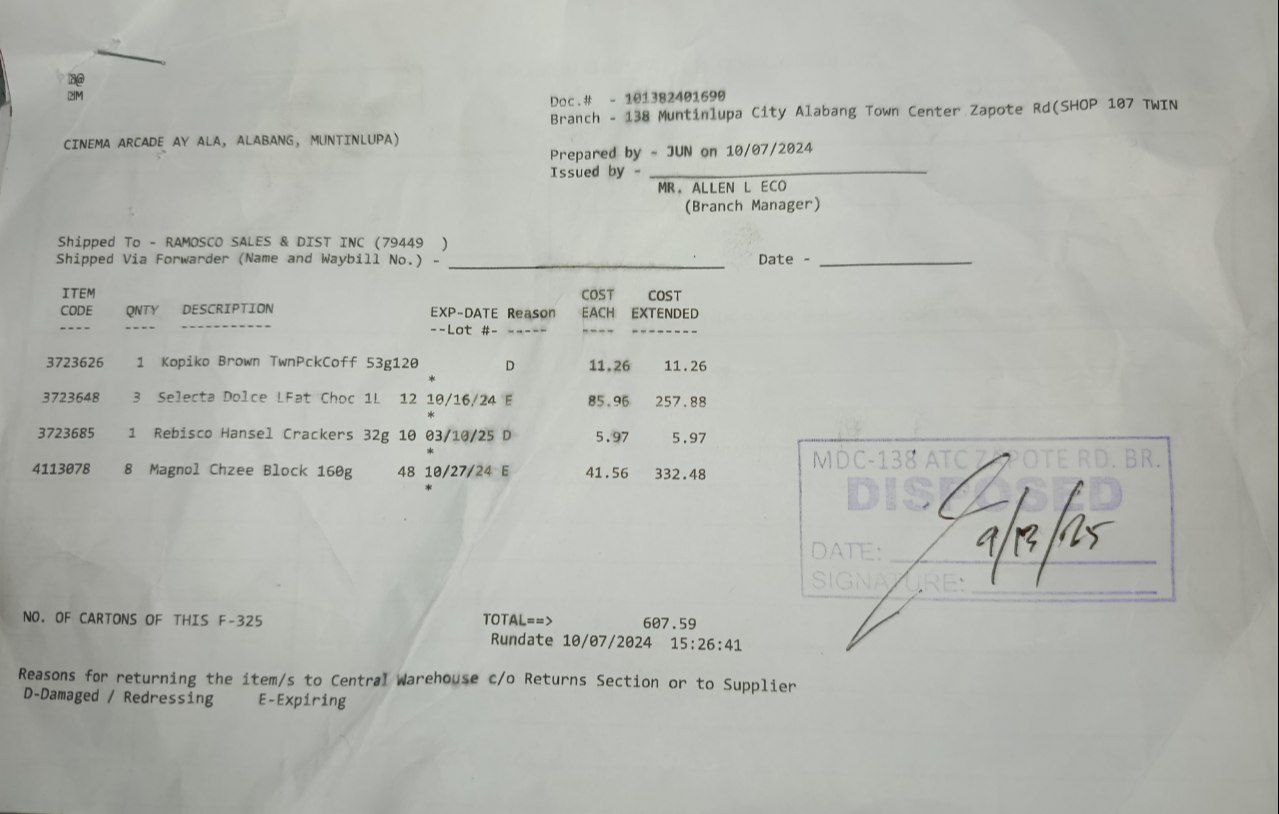 Doc.# - 101382401690
Branch - 138 Muntinlupa City Alabang Town Center Zapote Rd(SHOP 107 TWIN
CINEMA ARCADE AY ALA, ALABANG, MUNTINLUPA)
Prepared by - JUN on 10/07/2024
Issued by -
MR. ALLEN L ECO
(Branch Manager)
Shipped To - RAMOSCO SALES & DIST INC (79449 )
Shipped Via Forwarder (Name and Waybill No.) - Date -
ITEM COST COST
CODE QNTY DESCRIPTION EXP-DATE Reason EACH EXTENDED
---- ---- ----------- --Lot #- ----- ---- --------
3723626 1 Kopiko Brown TwnPckCoff 53g120 D 11.26 11.26
*
3723648 3 Selecta Dolce LFat Choc 1L 12 10/16/24 E 85.96 257.88
*
3723685 1 Rebisco Hansel Crackers 32g 10 03/10/25 D 5.97 5.97
*
4113078 8 Magnol Chzee Block 160g 48 10/27/24 E 41.56 332.48
*
MDC-138 ATC ZAPOTE RD. BR.
DISPOSED
DATE: 9/13/25
SIGNATURE:
NO. OF CARTONS OF THIS F-325 TOTAL==> 607.59
Rundate 10/07/2024 15:26:41
Reasons for returning the item/s to Central Warehouse c/o Returns Section or to Supplier
D-Damaged / Redressing E-Expiring